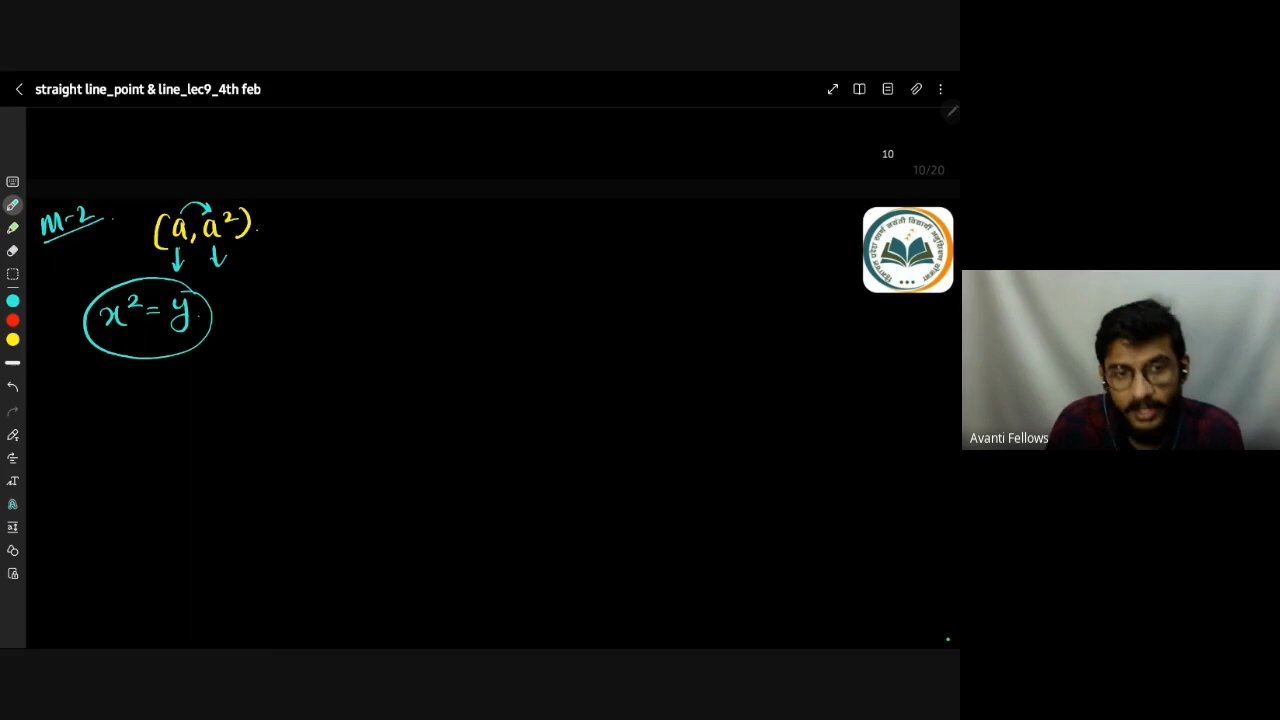 straight line_point & line_lec9_4th feb
10
10/20
M-2 (a, a²)
x² = y
Avanti Fellows